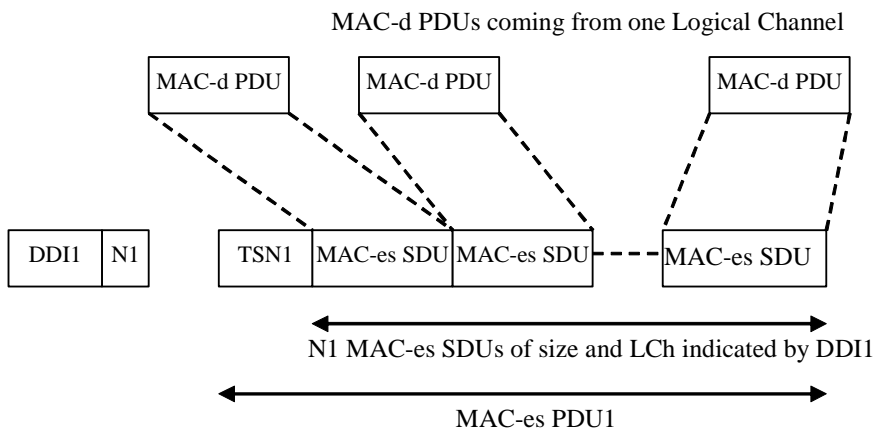 MAC-d PDUs coming from one Logical Channel
MAC-d PDU
MAC-d PDU
MAC-d PDU
DDI1
N1
TSN1
MAC-es SDU
MAC-es SDU
MAC-es SDU
N1 MAC-es SDUs of size and LCh indicated by DDI1
MAC-es PDU1